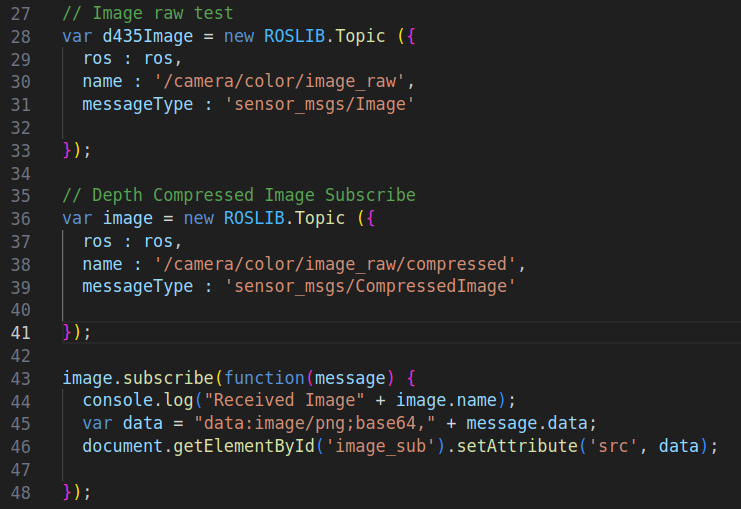 27 // Image raw test
28 var d435Image = new ROSLIB.Topic ({
29   ros : ros,
30   name : '/camera/color/image_raw',
31   messageType : 'sensor_msgs/Image'
32
33 });
34
35 // Depth Compressed Image Subscribe
36 var image = new ROSLIB.Topic ({
37   ros : ros,
38   name : '/camera/color/image_raw/compressed',
39   messageType : 'sensor_msgs/CompressedImage'
40
41 });
42
43 image.subscribe(function(message) {
44   console.log("Received Image" + image.name);
45   var data = "data:image/png;base64," + message.data;
46   document.getElementById('image_sub').setAttribute('src', data);
47
48 });